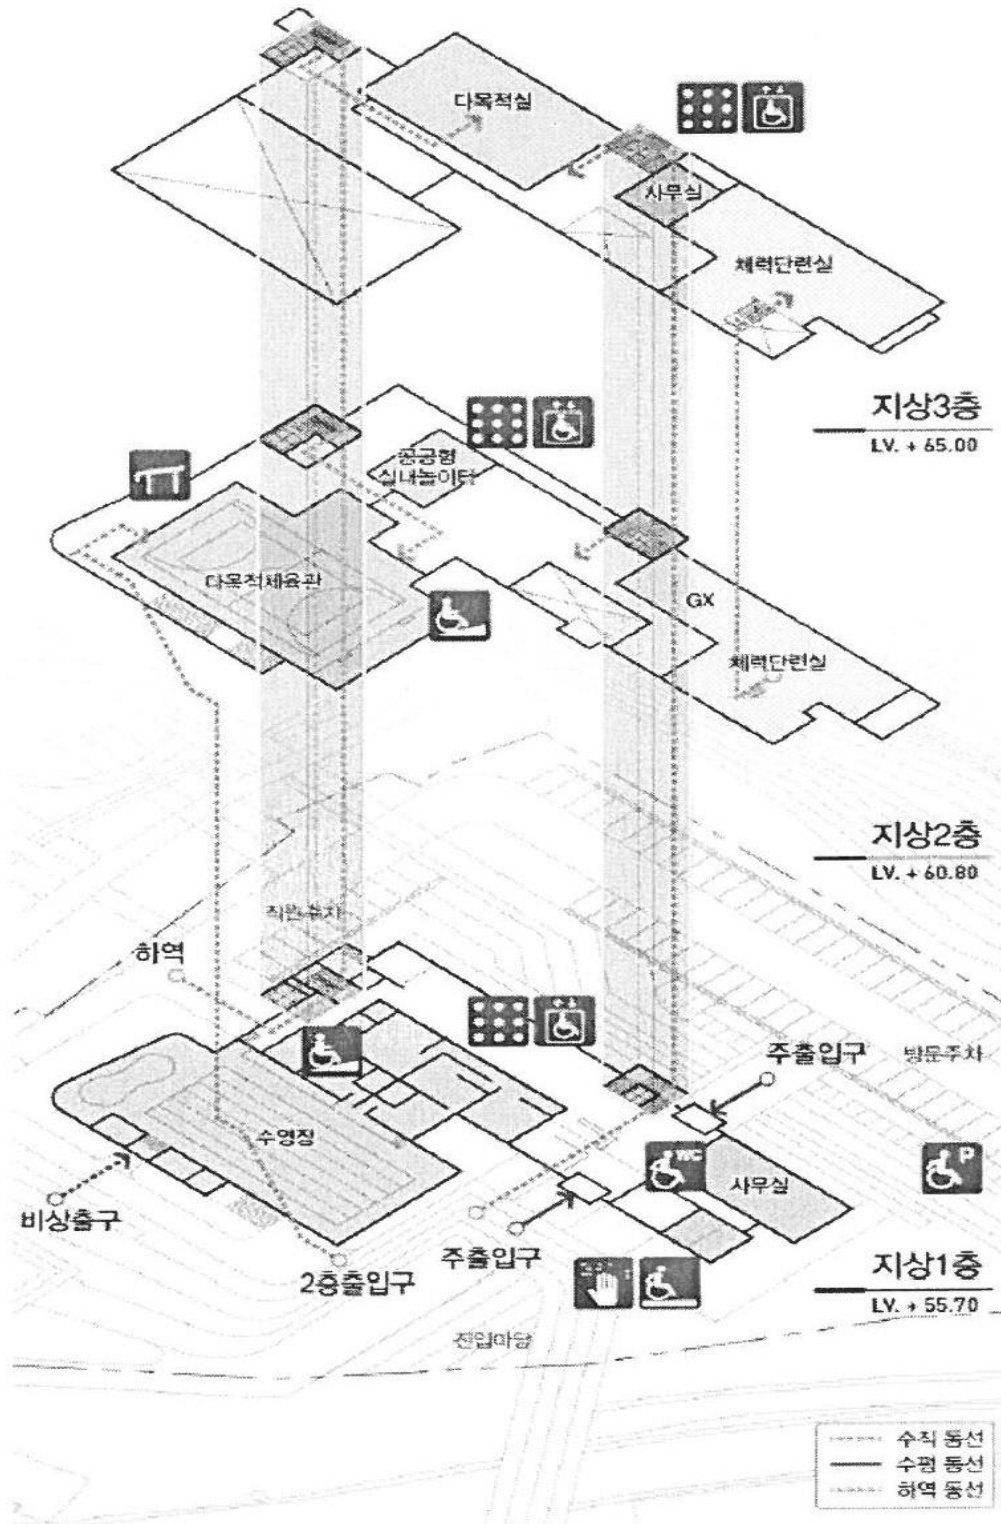 다목적실
사무실
체력단련실
지상3층
LV. + 65.00
공공형
실내놀이터
다목적체육관
GX
체력단련실
지상2층
LV. + 60.80
직원주차
하역
주출입구
방문주차
수영장
WC
P
사무실
비상출구
2층출입구
주출입구
지상1층
LV. + 55.70
진입마당
수직 동선
수평 동선
하역 동선